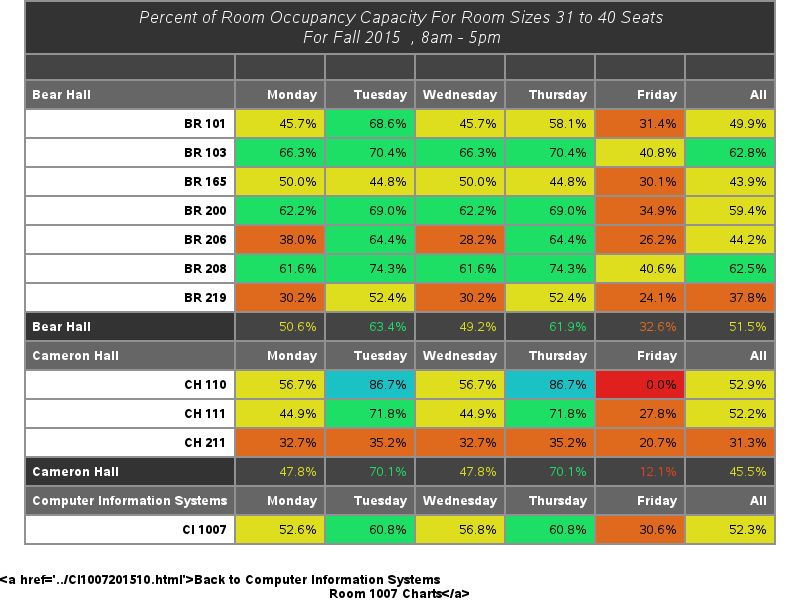 Percent of Room Occupancy Capacity For Room Sizes 31 to 40 Seats
For Fall 2015 , 8am - 5pm
Bear Hall Monday Tuesday Wednesday Thursday Friday All
BR 101 45.7% 68.6% 45.7% 58.1% 31.4% 49.9%
BR 103 66.3% 70.4% 66.3% 70.4% 40.8% 62.8%
BR 165 50.0% 44.8% 50.0% 44.8% 30.1% 43.9%
BR 200 62.2% 69.0% 62.2% 69.0% 34.9% 59.4%
BR 206 38.0% 64.4% 28.2% 64.4% 26.2% 44.2%
BR 208 61.6% 74.3% 61.6% 74.3% 40.6% 62.5%
BR 219 30.2% 52.4% 30.2% 52.4% 24.1% 37.8%
Bear Hall 50.6% 63.4% 49.2% 61.9% 32.6% 51.5%
Cameron Hall Monday Tuesday Wednesday Thursday Friday All
CH 110 56.7% 86.7% 56.7% 86.7% 0.0% 52.9%
CH 111 44.9% 71.8% 44.9% 71.8% 27.8% 52.2%
CH 211 32.7% 35.2% 32.7% 35.2% 20.7% 31.3%
Cameron Hall 47.8% 70.1% 47.8% 70.1% 12.1% 45.5%
Computer Information Systems Monday Tuesday Wednesday Thursday Friday All
CI 1007 52.6% 60.8% 56.8% 60.8% 30.6% 52.3%
<a href='../CI1007201510.html'>Back to Computer Information Systems
Room 1007 Charts</a>